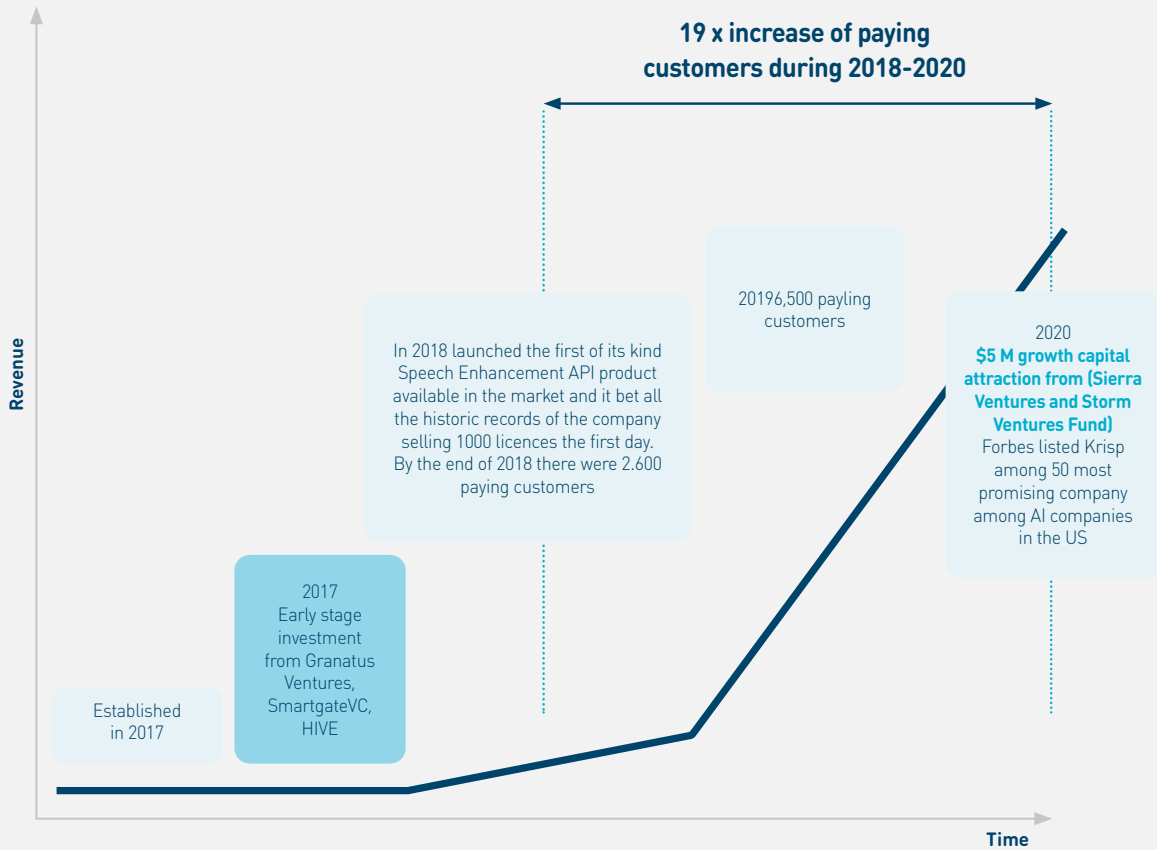 19 x increase of paying
customers during 2018-2020
Revenue
Established
in 2017
2017
Early stage
investment
from Granatus
Ventures,
SmartgateVC,
HIVE
In 2018 launched the first of its kind
Speech Enhancement API product
available in the market and it bet all
the historic records of the company
selling 1000 licences the first day.
By the end of 2018 there were 2.600
paying customers
20196,500 payling
customers
2020
$5 M growth capital
attraction from (Sierra
Ventures and Storm
Ventures Fund)
Forbes listed Krisp
among 50 most
promising company
among AI companies
in the US
Time